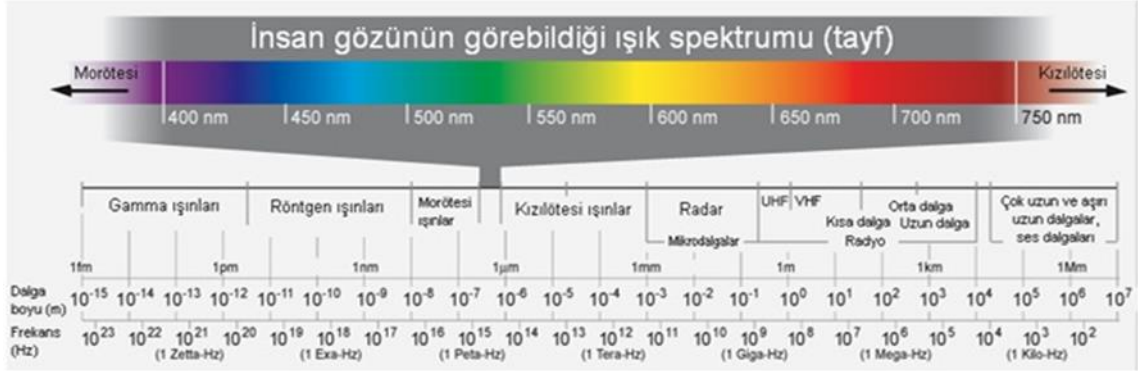 İnsan gözünün görebildiği ışık spektrumu (tayf)
Morötesi Kızılötesi
400 nm 450 nm 500 nm 550 nm 600 nm 650 nm 700 nm 750 nm
Gamma ışınları Röntgen ışınları Morötesi ışınlar Kızılötesi ışınlar Radar UHF VHF Orta dalga Çok uzun ve aşırı uzun dalgalar, ses dalgaları
Kısa dalga Uzun dalga
Mikrodalgalar Radyo
1fm 1pm 1nm 1µm 1mm 1m 1km 1Mm
Dalga boyu (m) 10⁻¹⁵ 10⁻¹⁴ 10⁻¹³ 10⁻¹² 10⁻¹¹ 10⁻¹⁰ 10⁻⁹ 10⁻⁸ 10⁻⁷ 10⁻⁶ 10⁻⁵ 10⁻⁴ 10⁻³ 10⁻² 10⁻¹ 10⁰ 10¹ 10² 10³ 10⁴ 10⁵ 10⁶ 10⁷
Frekans (Hz) 10²³ 10²² 10²¹ 10²⁰ 10¹⁹ 10¹⁸ 10¹⁷ 10¹⁶ 10¹⁵ 10¹⁴ 10¹³ 10¹² 10¹¹ 10¹⁰ 10⁹ 10⁸ 10⁷ 10⁶ 10⁵ 10⁴ 10³ 10²
(1 Zetta-Hz) (1 Exa-Hz) (1 Peta-Hz) (1 Tera-Hz) (1 Giga-Hz) (1 Mega-Hz) (1 Kilo-Hz)